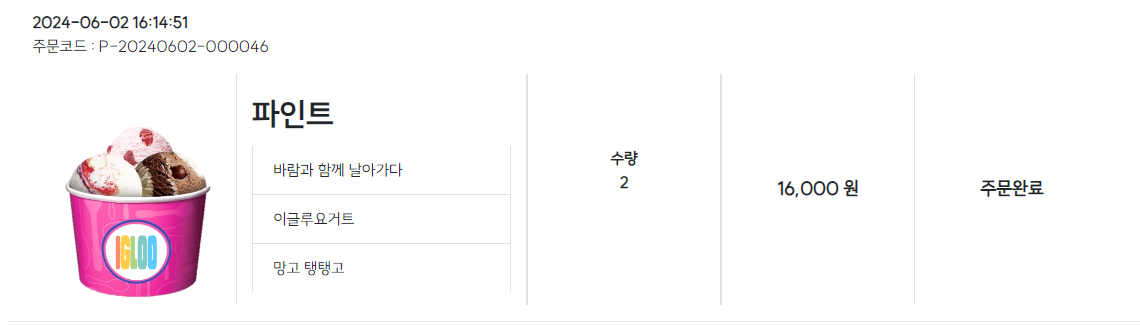 2024-06-02 16:14:51
주문코드 : P-20240602-000046
IGLOO
파인트
바람과 함께 날아가다
이글루요거트
망고 탱탱고
수량
2
16,000 원
주문완료